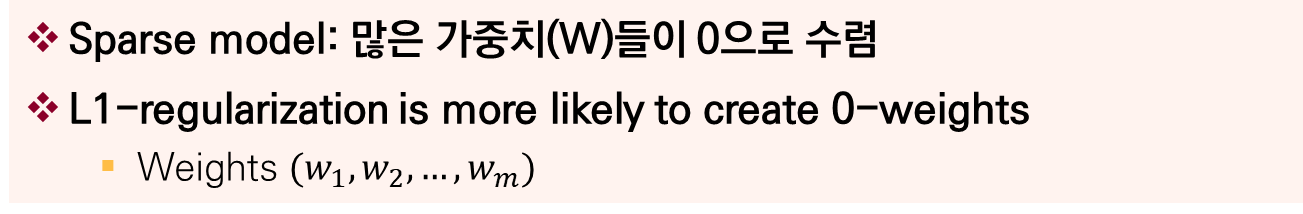 ❖ Sparse model: 많은 가중치(W)들이 0으로 수렴
❖ L1-regularization is more likely to create 0-weights
▪ Weights (w₁, w₂, … , wₘ)